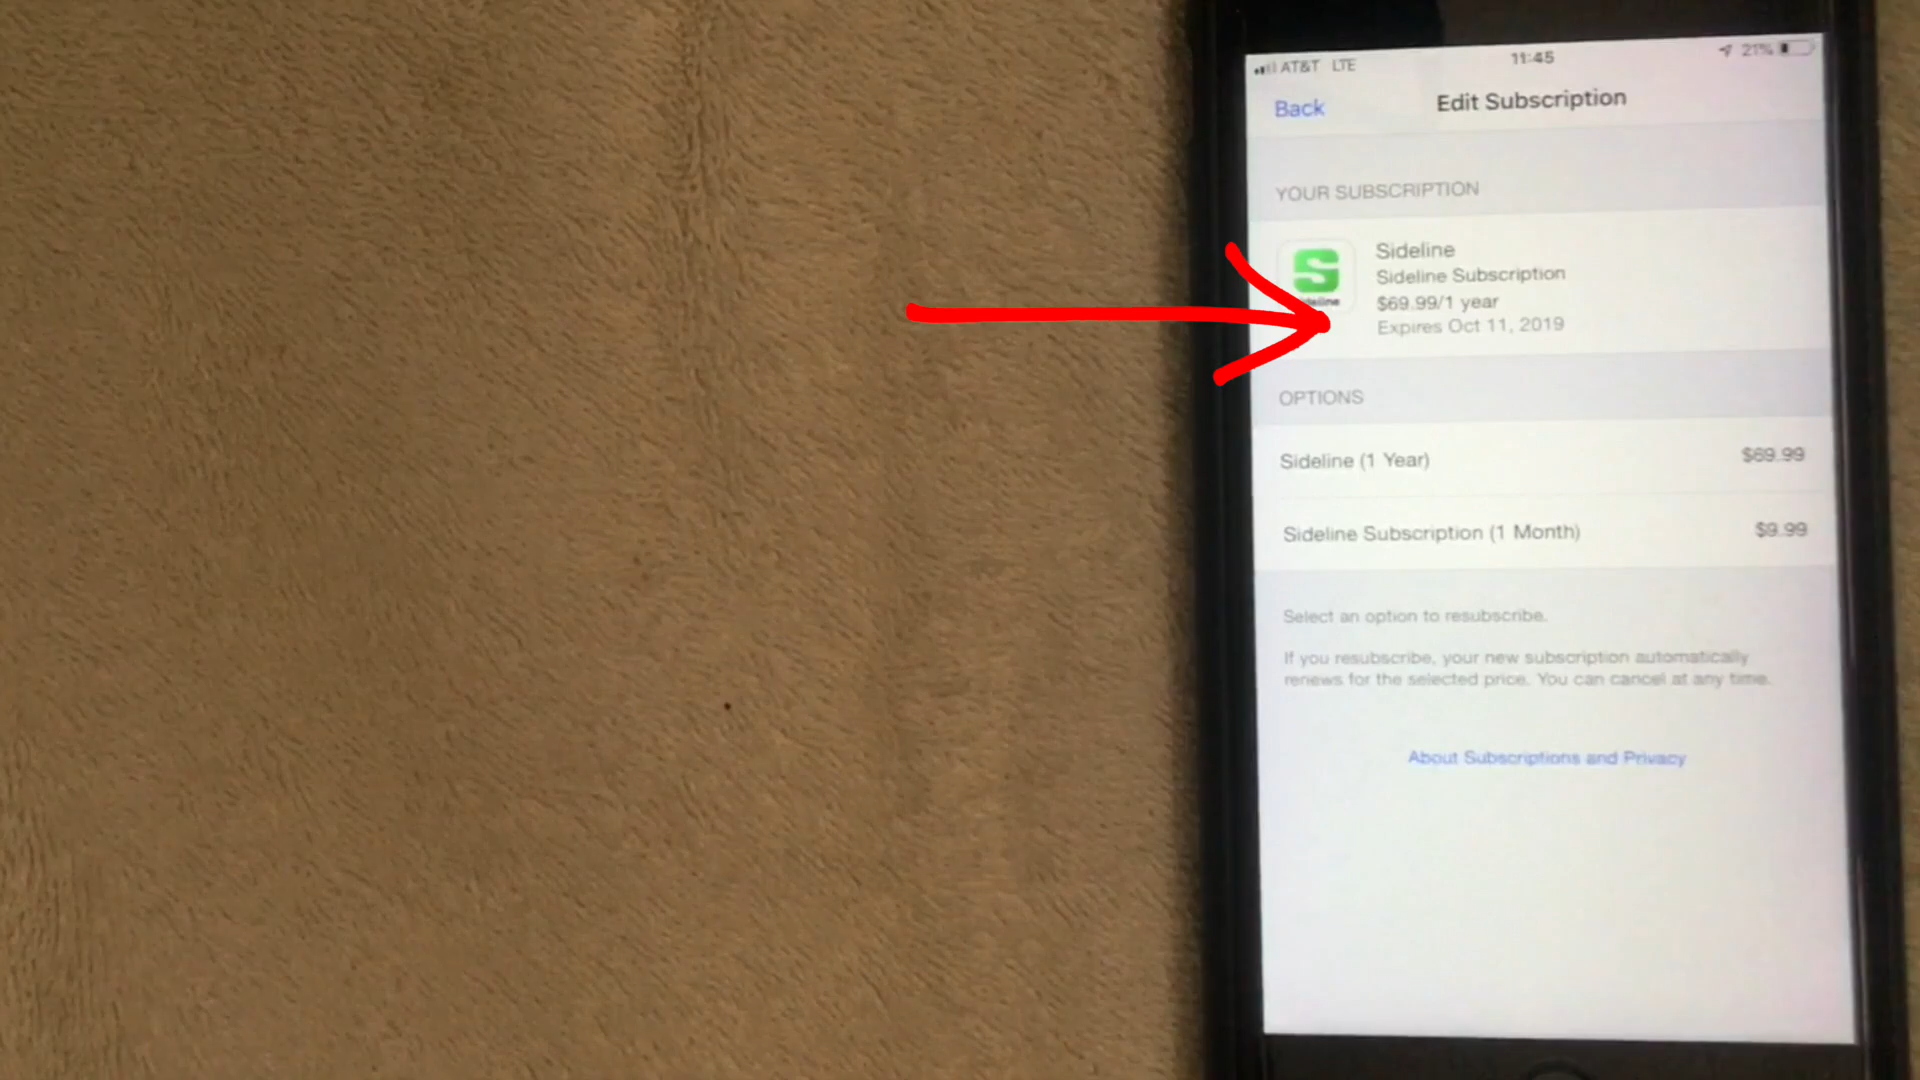 AT&T LTE 11:45 21%
Back Edit Subscription
YOUR SUBSCRIPTION
Sideline
Sideline Subscription
$69.99/1 year
Expires Oct 11, 2019
OPTIONS
Sideline (1 Year) $69.99
Sideline Subscription (1 Month) $9.99
Select an option to resubscribe.
If you resubscribe, your new subscription automatically
renews for the selected price. You can cancel at any time.
About Subscriptions and Privacy